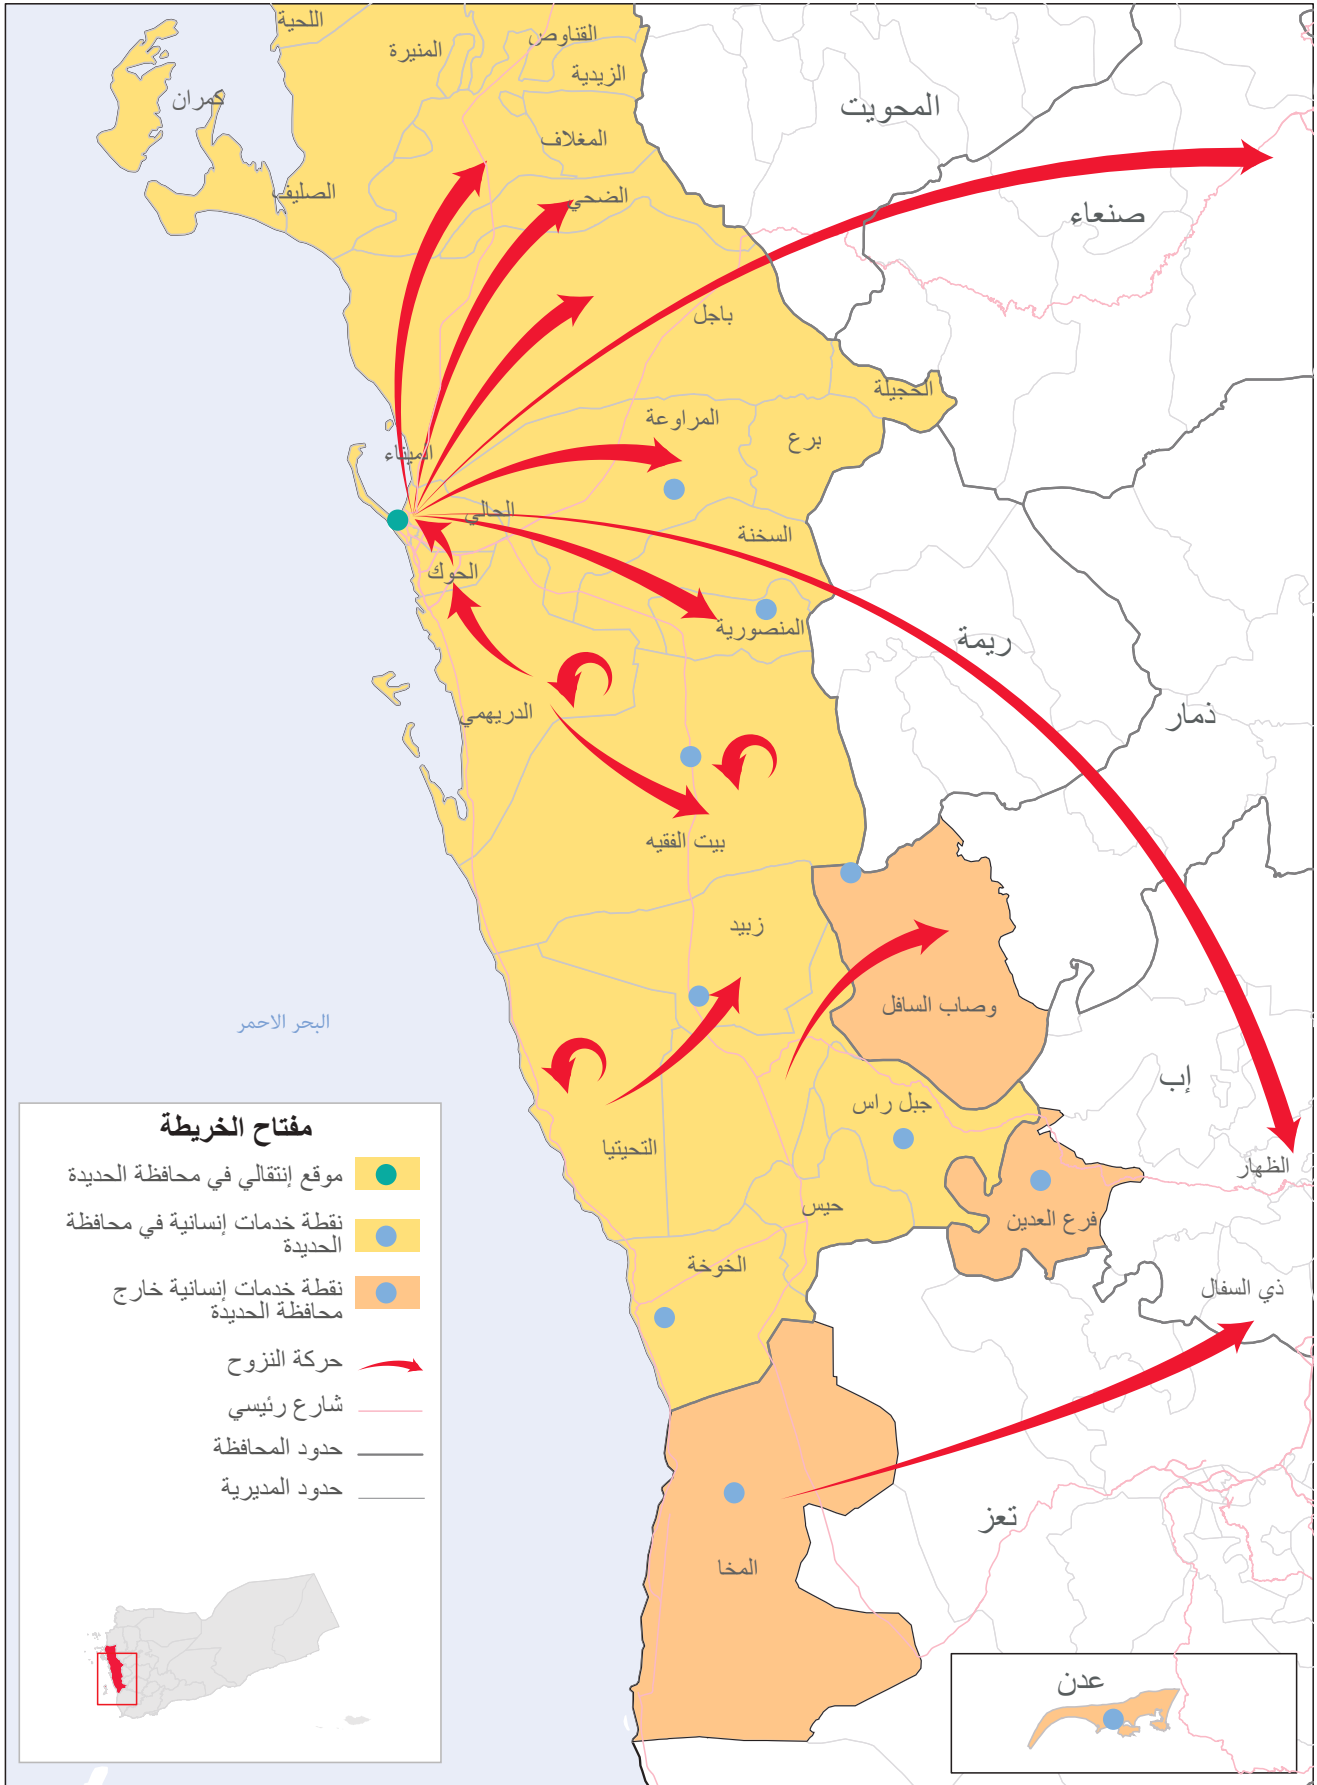 اللحية
القناوص
المنيرة
الزيدية
كمران
المحويت
المغلاف
الصليف
الضحي
صنعاء
باجل
الحجيلة
المراوعة
برع
الميناء
الحالي
السخنة
الحوك
المنصورية
ريمة
الدريهمي
ذمار
بيت الفقيه
زبيد
وصاب السافل
البحر الاحمر
إب
جبل راس
التحيتيا
الظهار
حيس
فرع العدين
الخوخة
ذي السفال
تعز
المخا
عدن
مفتاح الخريطة
موقع إنتقالي في محافظة الحديدة
نقطة خدمات إنسانية في محافظة
الحديدة
نقطة خدمات إنسانية خارج
محافظة الحديدة
حركة النزوح
شارع رئيسي
حدود المحافظة
حدود المديرية